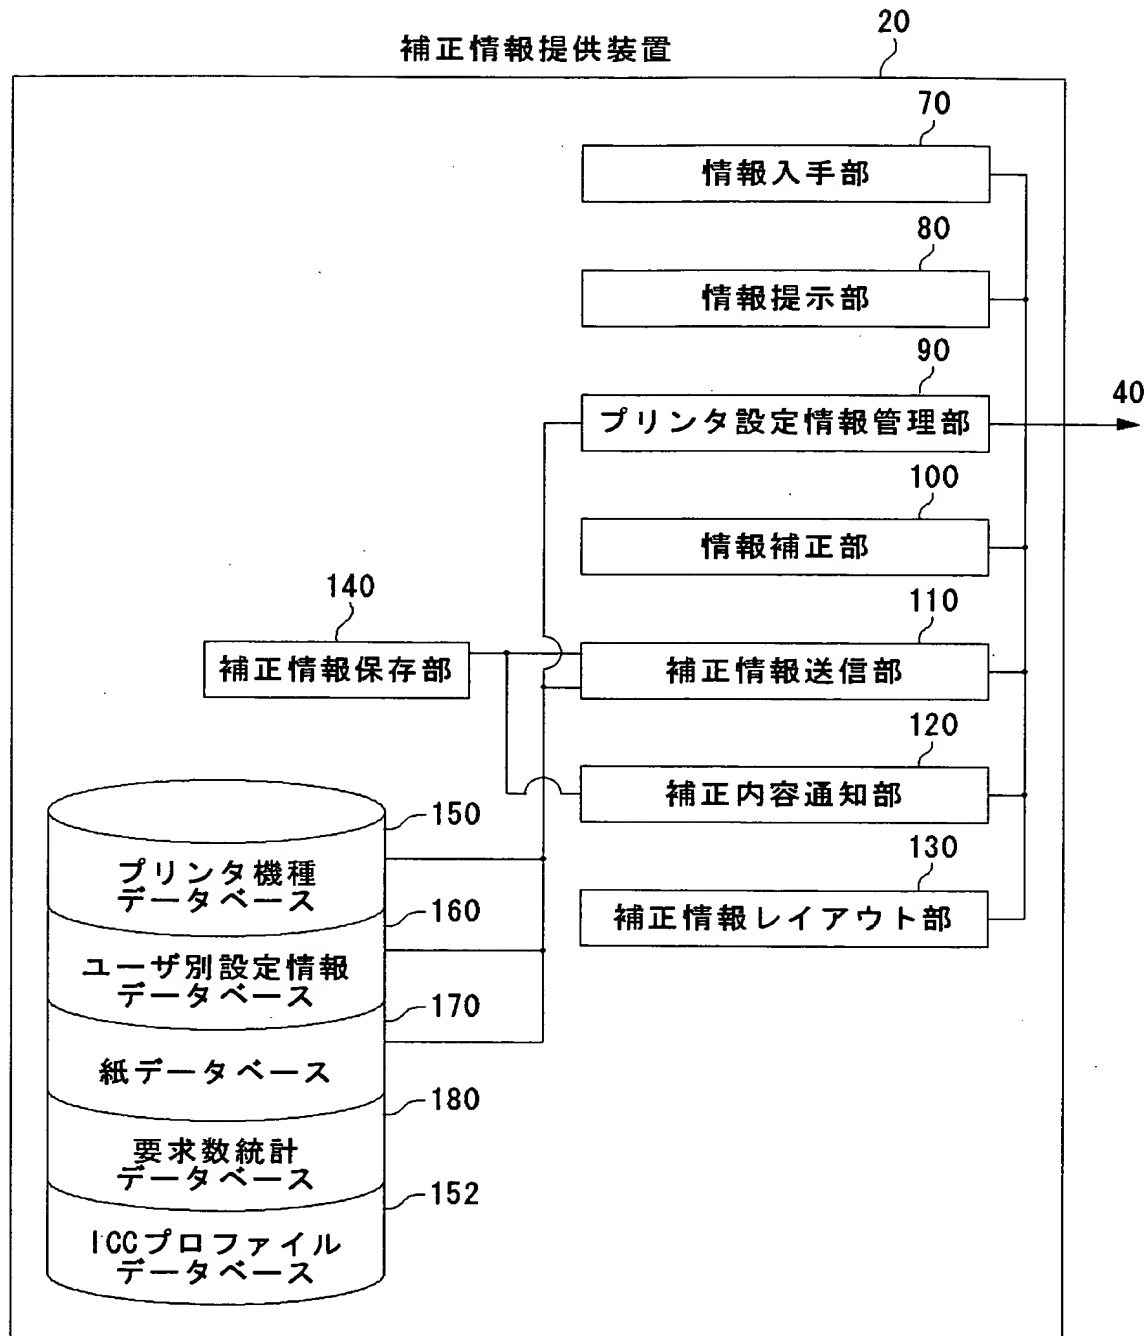 20
補正情報提供装置
70
情報入手部
80
情報提示部
90
40
プリンタ設定情報管理部
100
情報補正部
140
110
補正情報保存部
補正情報送信部
120
補正内容通知部
150
プリンタ機種
データベース
130
補正情報レイアウト部
160
ユーザ別設定情報
データベース
170
紙データベース
180
要求数統計
データベース
152
ICCプロファイル
データベース